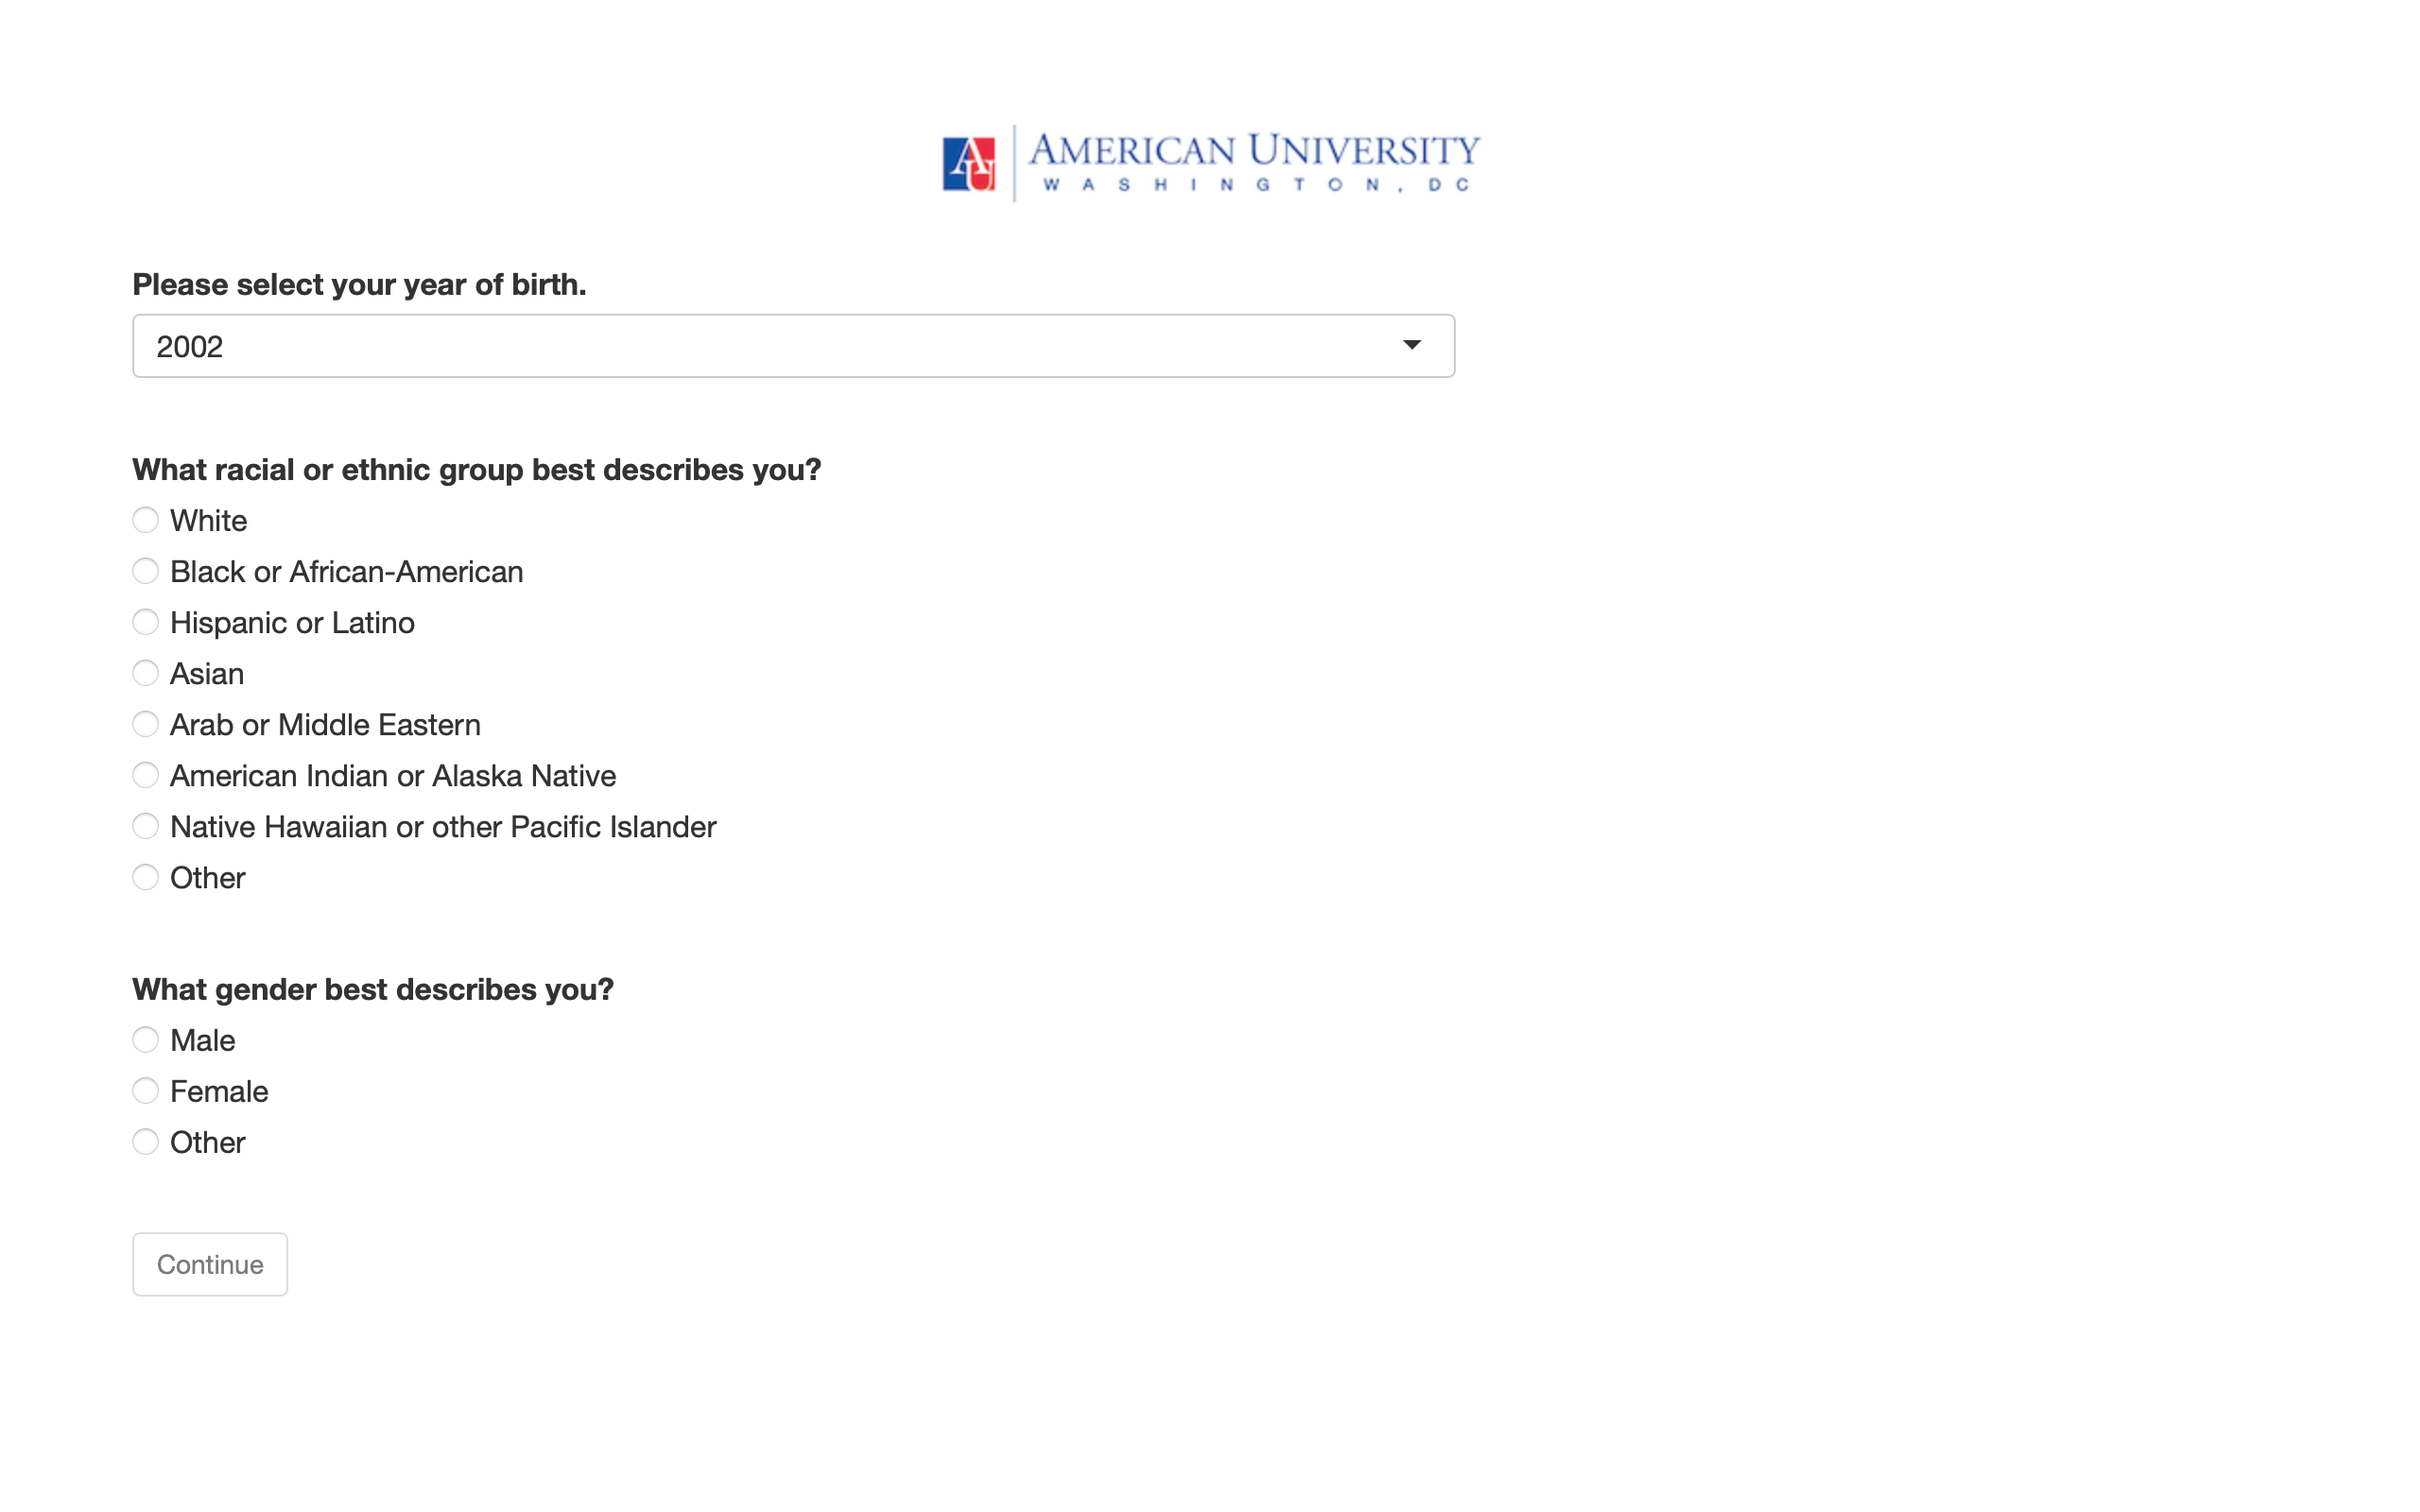 AU AMERICAN UNIVERSITY
WASHINGTON, DC
Please select your year of birth.
2002
What racial or ethnic group best describes you?
White
Black or African-American
Hispanic or Latino
Asian
Arab or Middle Eastern
American Indian or Alaska Native
Native Hawaiian or other Pacific Islander
Other
What gender best describes you?
Male
Female
Other
Continue